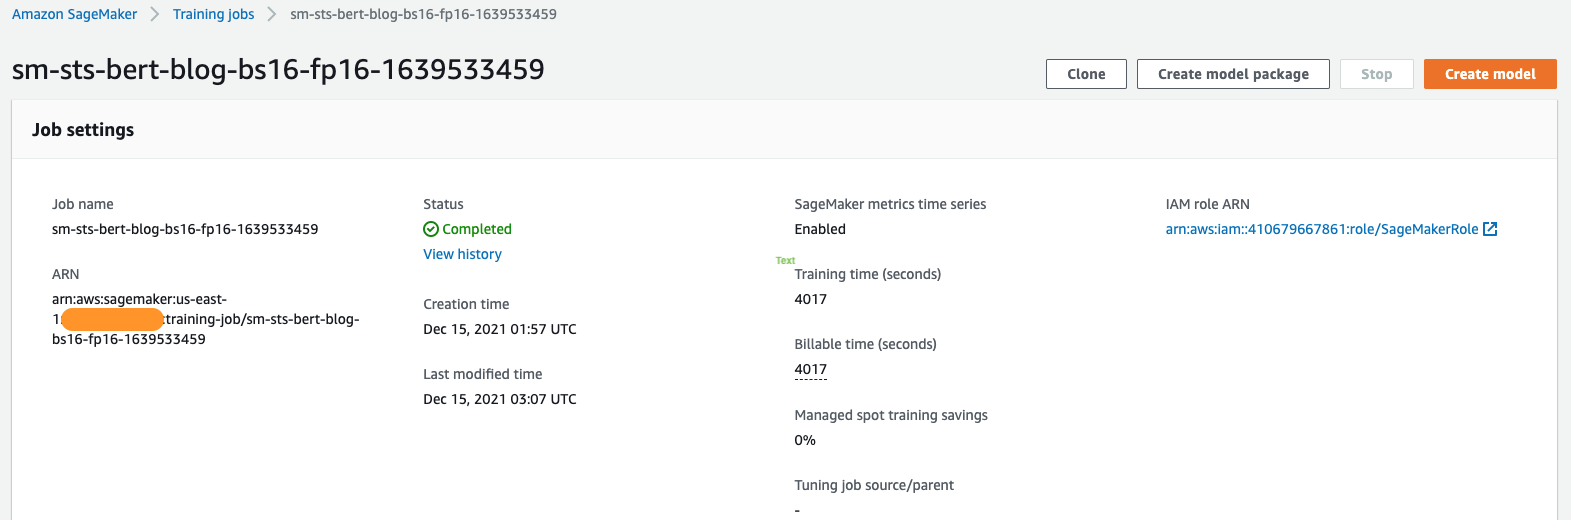 Amazon SageMaker > Training jobs > sm-sts-bert-blog-bs16-fp16-1639533459
sm-sts-bert-blog-bs16-fp16-1639533459
Clone
Create model package
Stop
Create model
Job settings
Job name
sm-sts-bert-blog-bs16-fp16-1639533459
ARN
arn:aws:sagemaker:us-east-
1:training-job/sm-sts-bert-blog-
bs16-fp16-1639533459
Status
Completed
View history
Creation time
Dec 15, 2021 01:57 UTC
Last modified time
Dec 15, 2021 03:07 UTC
SageMaker metrics time series
Enabled
Text
Training time (seconds)
4017
Billable time (seconds)
4017
Managed spot training savings
0%
Tuning job source/parent
-
IAM role ARN
arn:aws:iam::410679667861:role/SageMakerRole